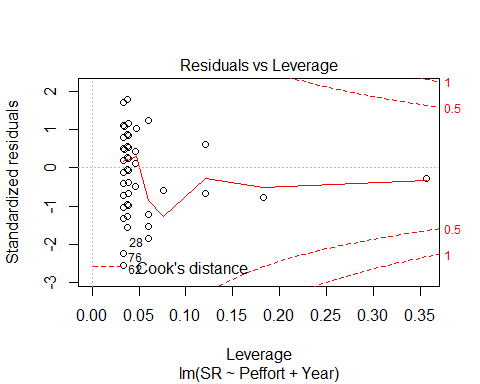 Residuals vs Leverage
Standardized residuals
2
1
0
-1
-2
-3
1
0.5
0.5
1
28
76
62
Cook's distance
0.00 0.05 0.10 0.15 0.20 0.25 0.30 0.35
Leverage
lm(SR ~ Peffort + Year)